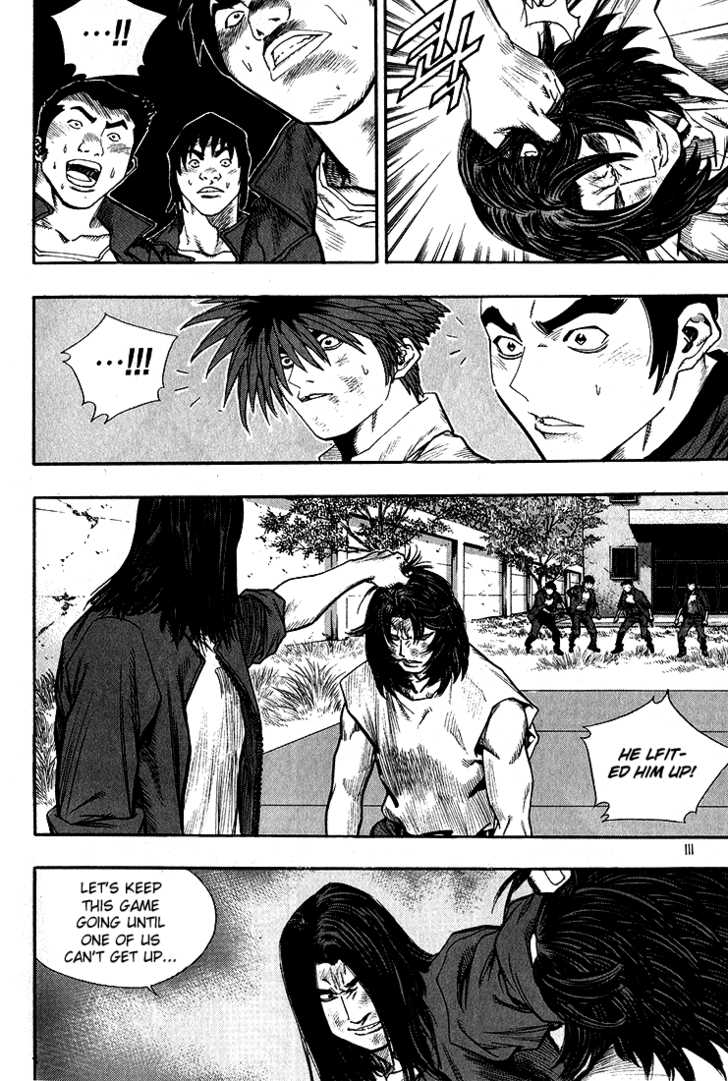 ...!!
...!!!
HE LFIT-
ED HIM UP!
111
LET'S KEEP
THIS GAME
GOING UNTIL
ONE OF US
CAN'T GET UP...